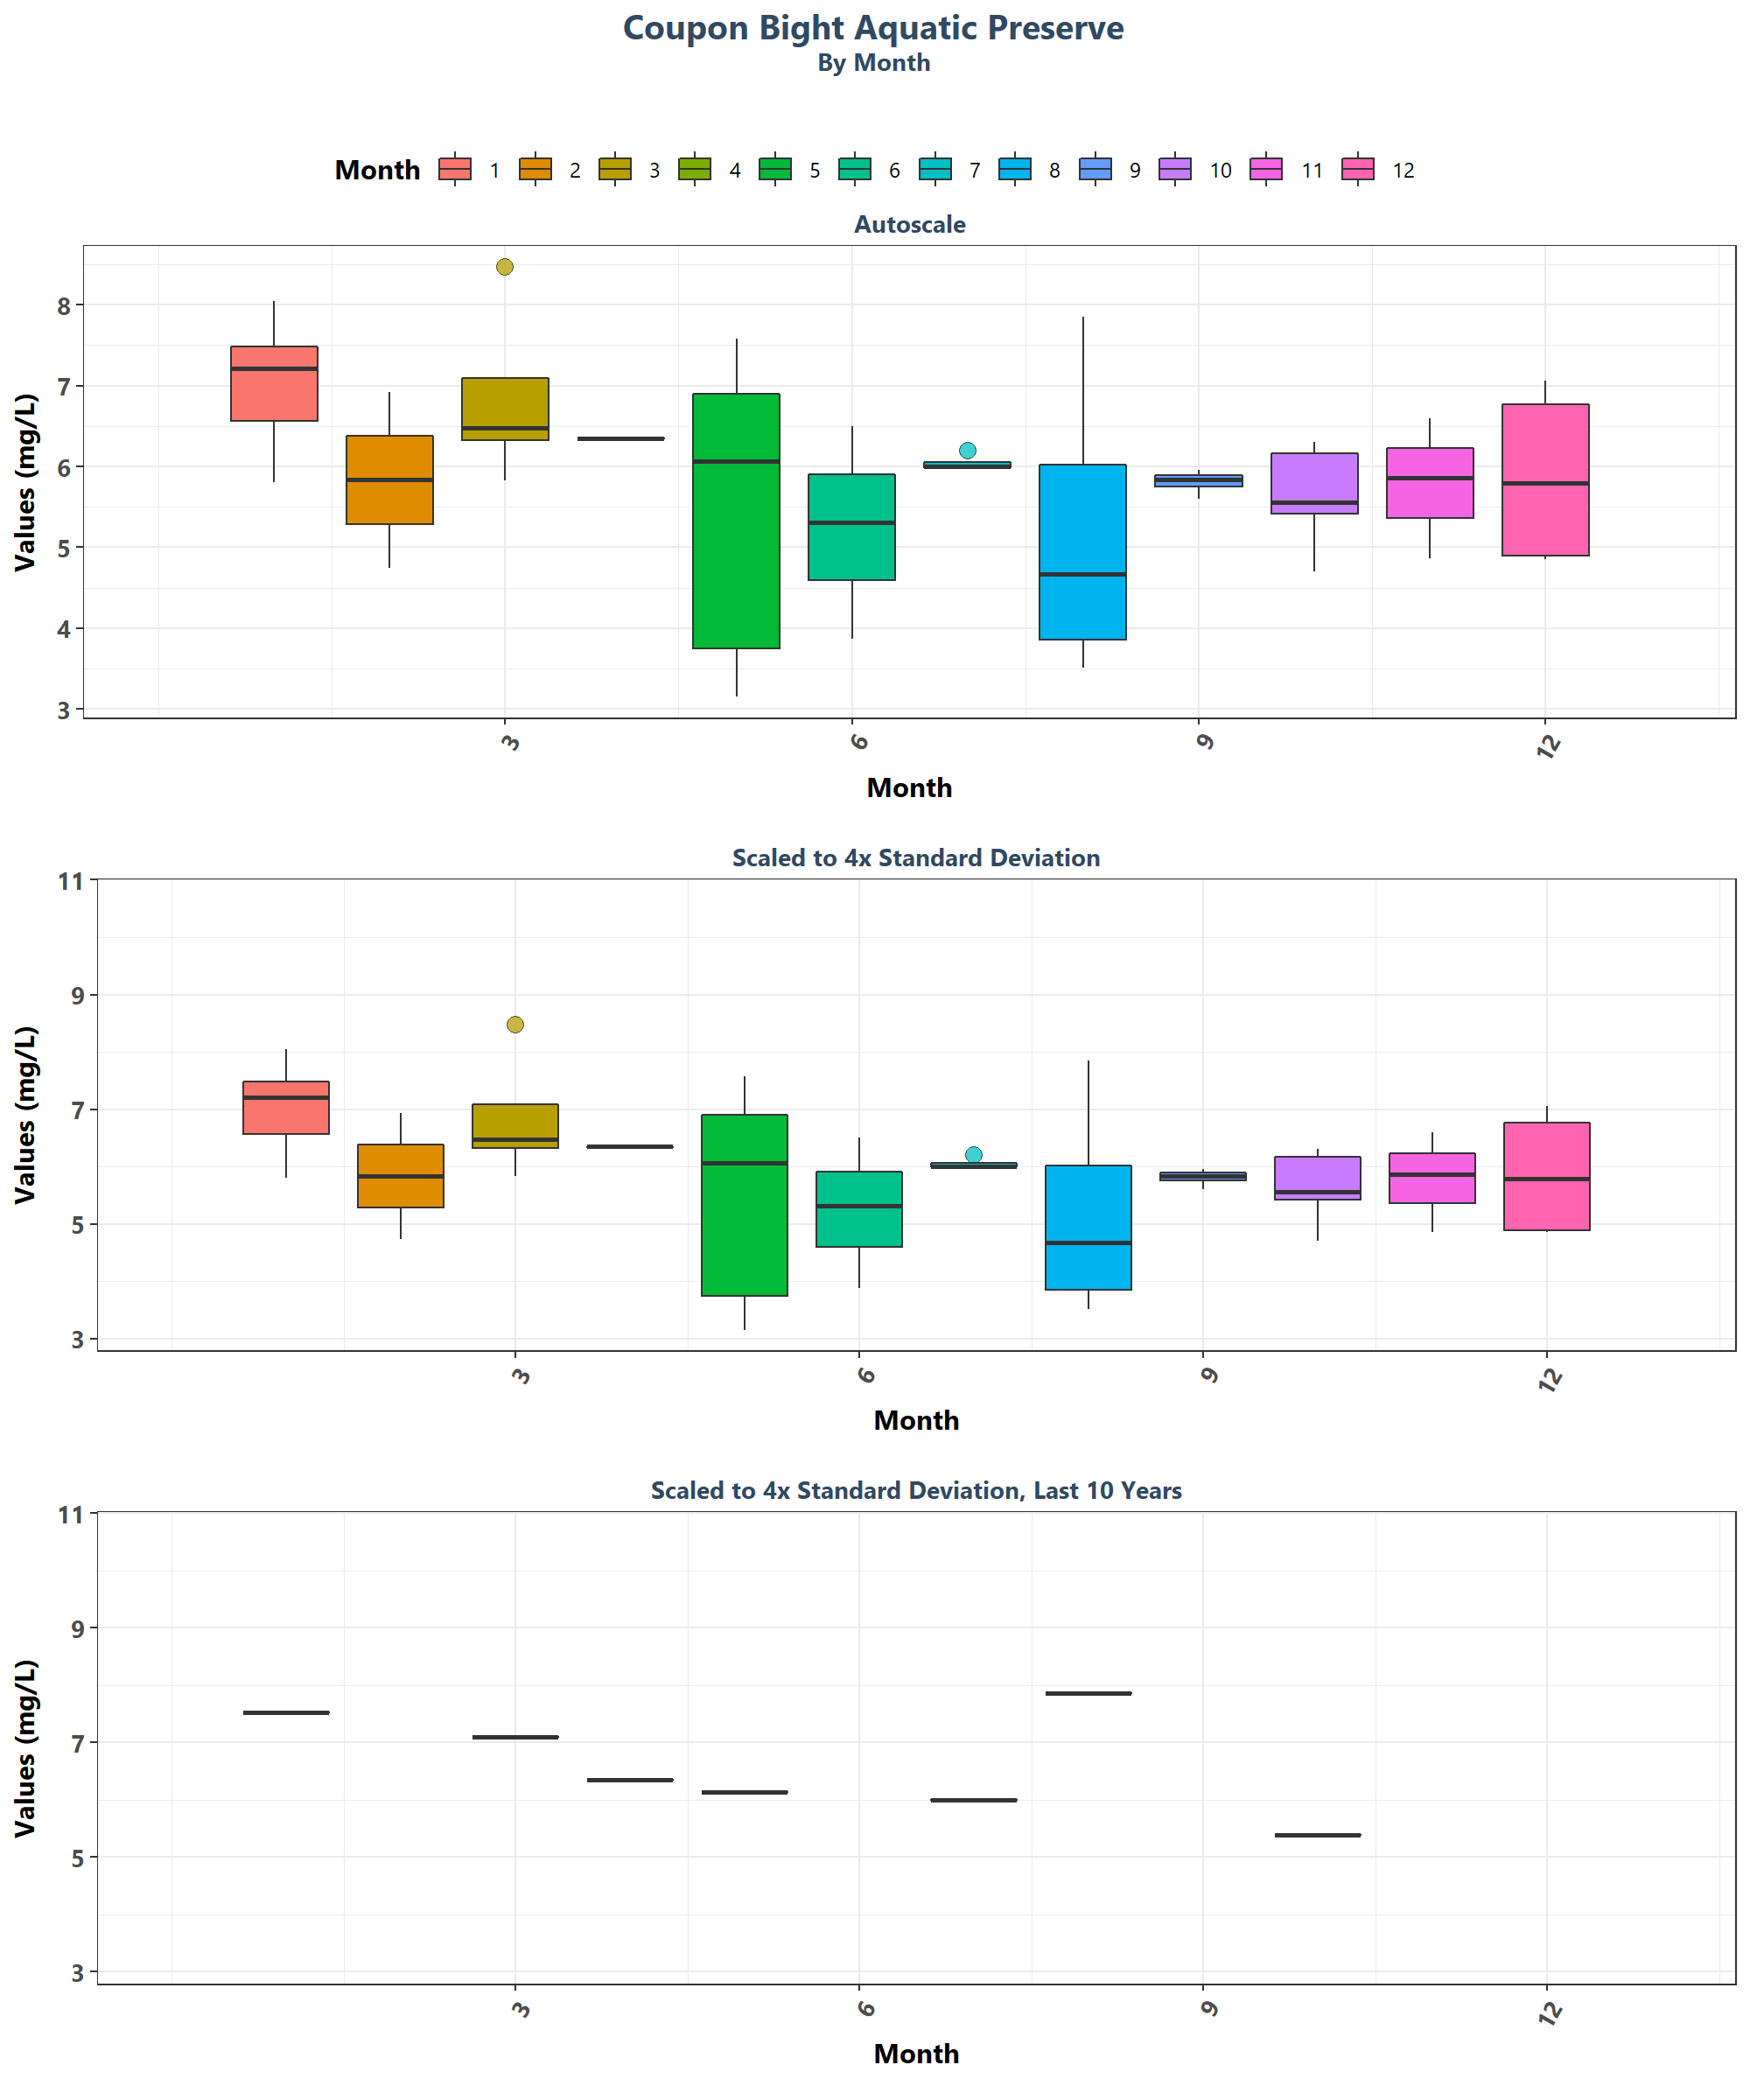 Coupon Bight Aquatic Preserve
By Month
Month 1 2 3 4 5 6 7 8 9 10 11 12
Autoscale
Values (mg/L)
8
7
6
5
4
3
3 6 9 12
Month
Scaled to 4x Standard Deviation
Values (mg/L)
11
9
7
5
3
3 6 9 12
Month
Scaled to 4x Standard Deviation, Last 10 Years
Values (mg/L)
11
9
7
5
3
3 6 9 12
Month